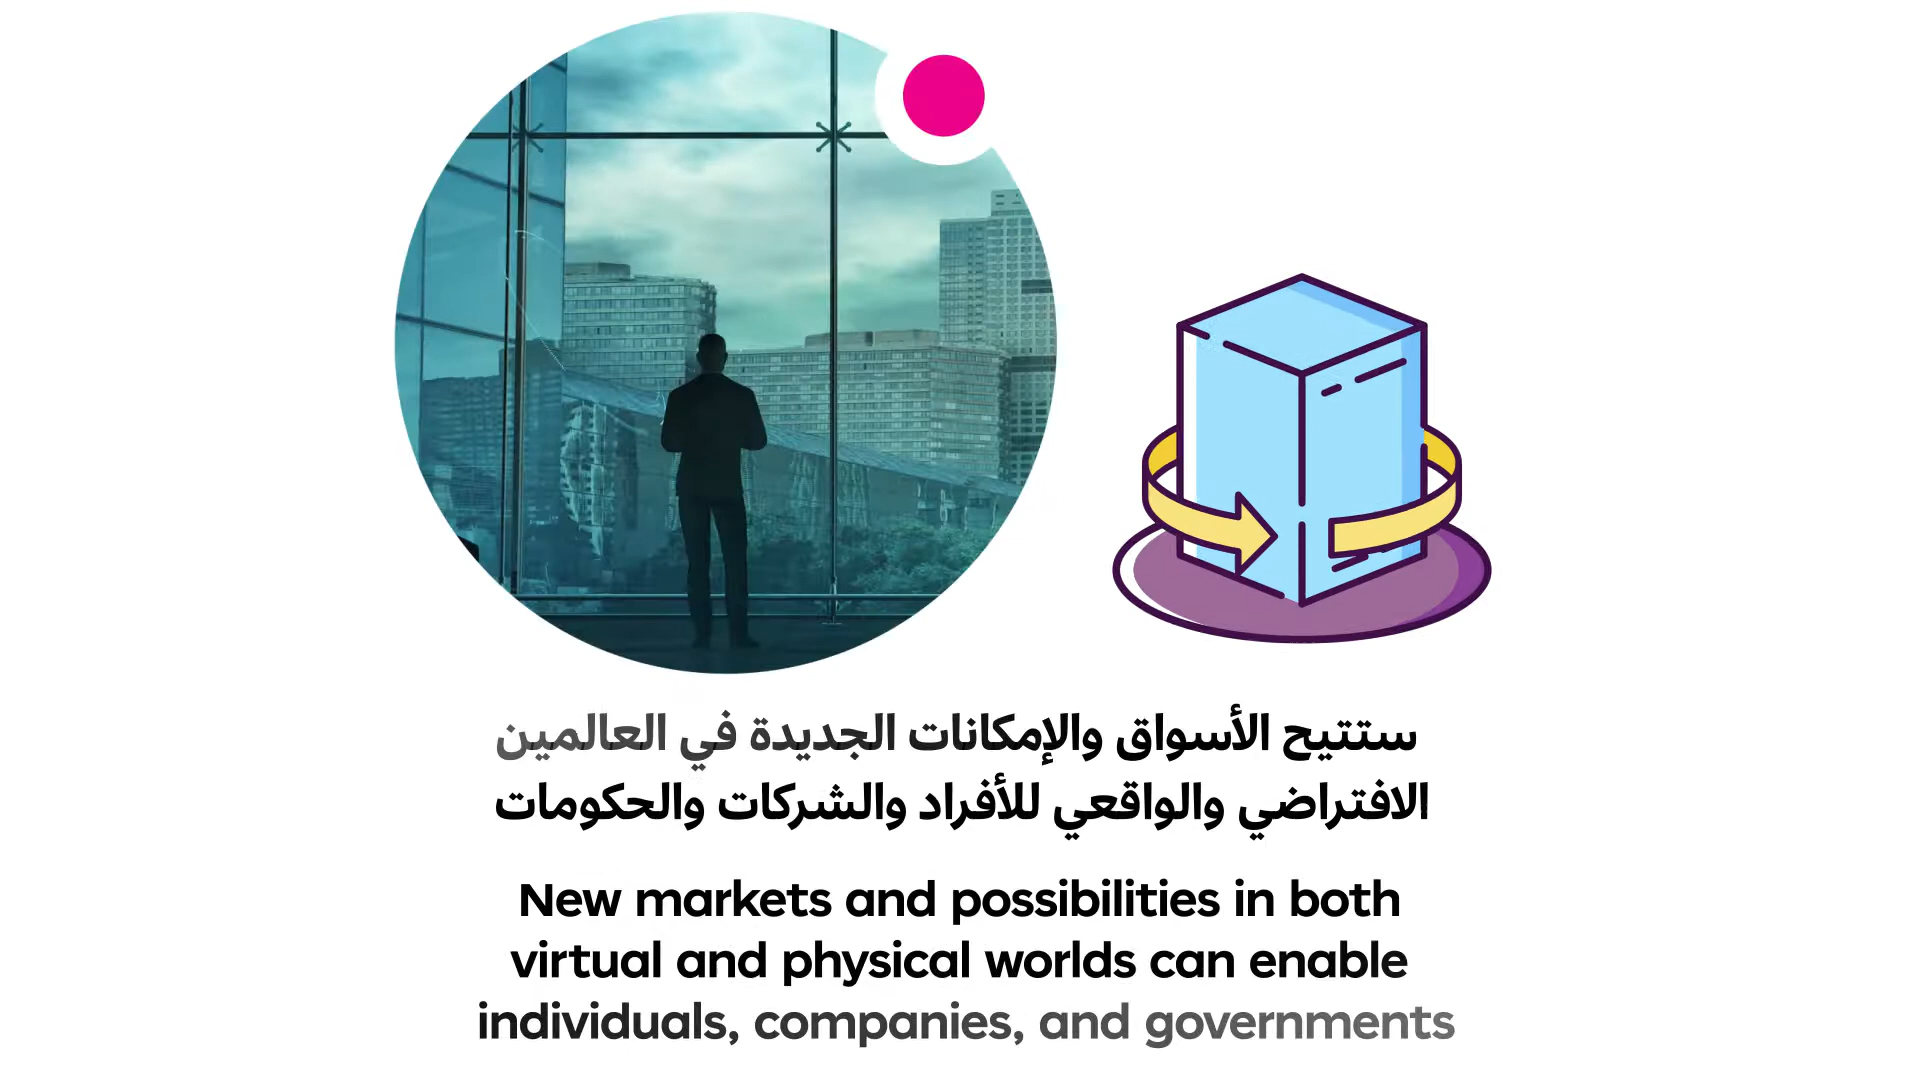 ستتيح الأسواق والإمكانات الجديدة في العالمين
الافتراضي والواقعي للأفراد والشركات والحكومات
New markets and possibilities in both
virtual and physical worlds can enable
individuals, companies, and governments